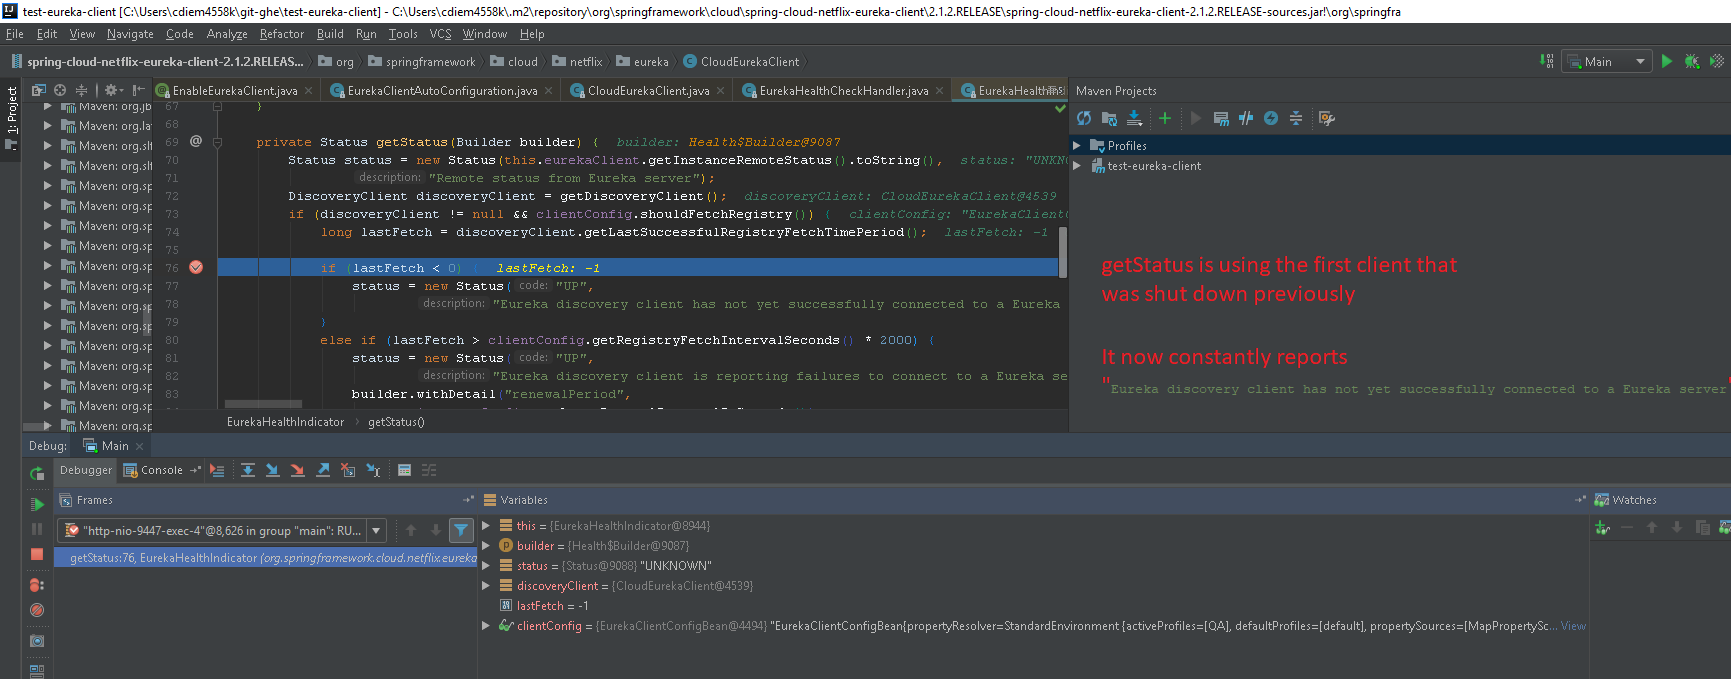 test-eureka-client [C:\Users\cdiem4558k\git-ghe\test-eureka-client] - C:\Users\cdiem4558k\.m2\repository\org\springframework\cloud\spring-cloud-netflix-eureka-client\2.1.2.RELEASE\spring-cloud-netflix-eureka-client-2.1.2.RELEASE-sources.jar!\org\springfra
File Edit View Navigate Code Analyze Refactor Build Run Tools VCS Window Help
spring-cloud-netflix-eureka-client-2.1.2.RELEAS... org springframework cloud netflix eureka CloudEurekaClient Main
1: Project
EnableEurekaClient.java EurekaClientAutoConfiguration.java CloudEurekaClient.java EurekaHealthCheckHandler.java EurekaHealthInd
Maven Projects
Profiles
test-eureka-client
Maven: org.jb
Maven: org.la
Maven: org.slf
Maven: org.slf
Maven: org.sp
Maven: org.sp
Maven: org.sp
Maven: org.sp
Maven: org.sp
Maven: org.sp
Maven: org.sp
Maven: org.sp
Maven: org.sp
Maven: org.sp
Maven: org.sp
Maven: org.sp
Maven: org.sp
67 }
68
69 @ private Status getStatus(Builder builder) { builder: Health$Builder@9087
70 Status status = new Status(this.eurekaClient.getInstanceRemoteStatus().toString(), status: "UNKNO
71 description: "Remote status from Eureka server");
72 DiscoveryClient discoveryClient = getDiscoveryClient(); discoveryClient: CloudEurekaClient@4539
73 if (discoveryClient != null && clientConfig.shouldFetchRegistry()) { clientConfig: "EurekaClientC
74 long lastFetch = discoveryClient.getLastSuccessfulRegistryFetchTimePeriod(); lastFetch: -1
75
76 if (lastFetch < 0) { lastFetch: -1
77 status = new Status( code: "UP",
78 description: "Eureka discovery client has not yet successfully connected to a Eureka
79 }
80 else if (lastFetch > clientConfig.getRegistryFetchIntervalSeconds() * 2000) {
81 status = new Status( code: "UP",
82 description: "Eureka discovery client is reporting failures to connect to a Eureka se
83 builder.withDetail("renewalPeriod",
EurekaHealthIndicator getStatus()
getStatus is using the first client that
was shut down previously
It now constantly reports
"Eureka discovery client has not yet successfully connected to a Eureka server"
Debug: Main
Debugger Console
Frames
"http-nio-9447-exec-4"@8,626 in group "main": RU...
getStatus:76, EurekaHealthIndicator (org.springframework.cloud.netflix.eureka
Variables
this = {EurekaHealthIndicator@8944}
builder = {Health$Builder@9087}
status = {Status@9088} "UNKNOWN"
discoveryClient = {CloudEurekaClient@4539}
lastFetch = -1
clientConfig = {EurekaClientConfigBean@4494} "EurekaClientConfigBean{propertyResolver=StandardEnvironment {activeProfiles=[QA], defaultProfiles=[default], propertySources=[MapPropertySc... View
Watches